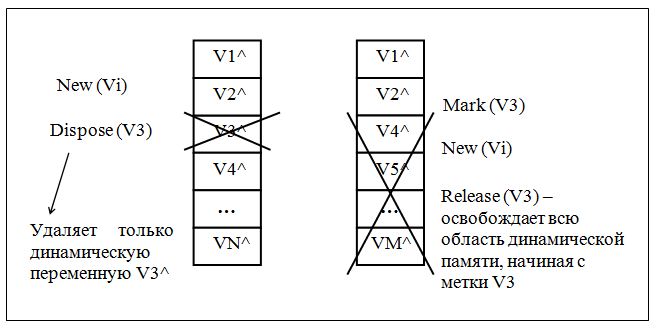 New (Vi)
Dispose (V3)
Удаляет только
динамическую
переменную V3^
V1^
V2^
V3^
V4^
...
VN^
V1^
V2^
V4^
V5^
...
VM^
Mark (V3)
New (Vi)
Release (V3) –
освобождает всю
область динамической
памяти, начиная с
метки V3